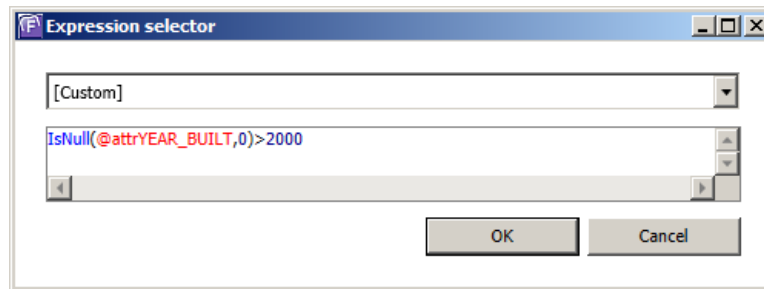 Expression selector
[Custom]
IsNull(@attrYEAR_BUILT,0)>2000
OK
Cancel